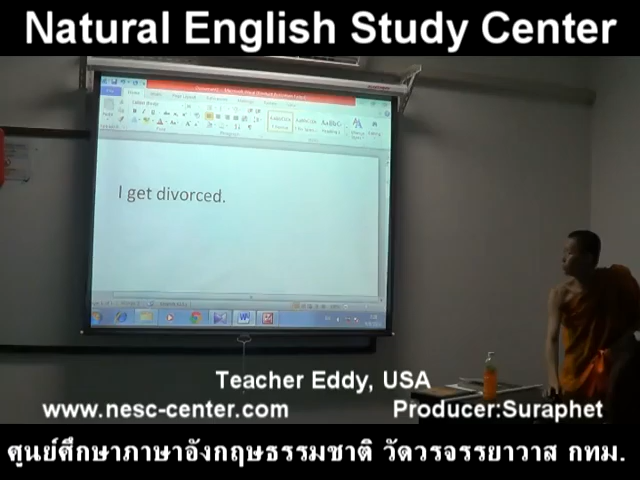 Natural English Study Center
I get divorced.
Teacher Eddy, USA
www.nesc-center.com
Producer:Suraphet
ศูนย์ศึกษาภาษาอังกฤษธรรมชาติ วัดวรจรรยาวาส กทม.